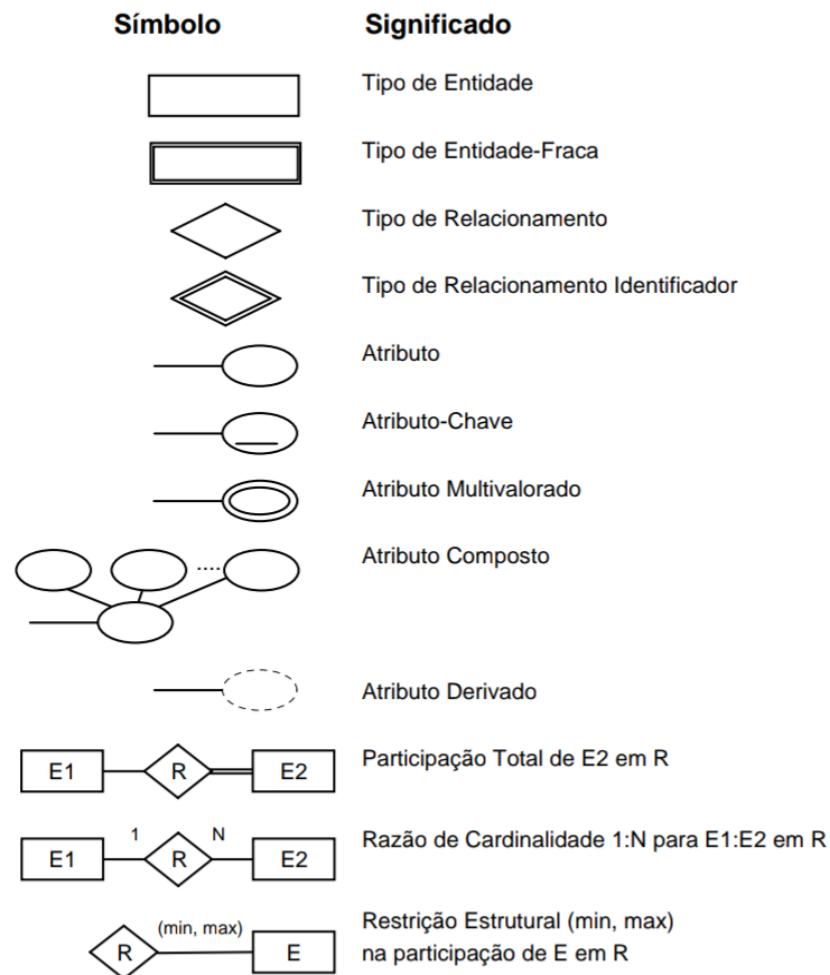 Símbolo Significado
Tipo de Entidade
Tipo de Entidade-Fraca
Tipo de Relacionamento
Tipo de Relacionamento Identificador
Atributo
Atributo-Chave
Atributo Multivalorado
Atributo Composto
Atributo Derivado
E1 R E2 Participação Total de E2 em R
E1 1 R N E2 Razão de Cardinalidade 1:N para E1:E2 em R
R (min, max) E Restrição Estrutural (min, max)
na participação de E em R